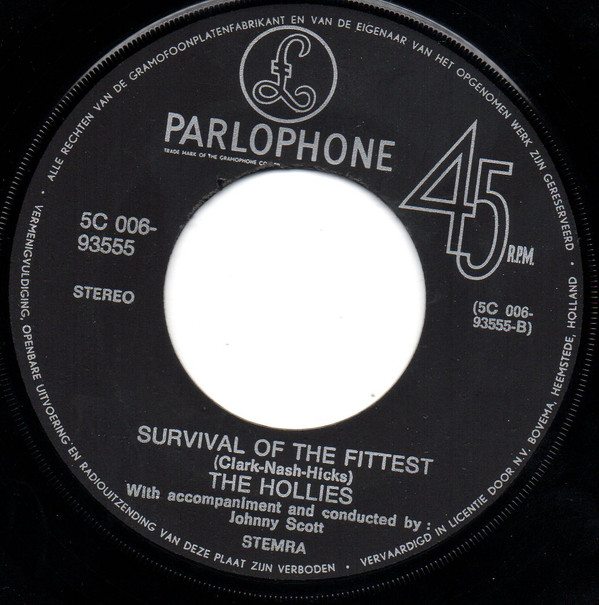 ALLE RECHTEN VAN DE GRAMOFOONPLATENFABRIKANT EN VAN DE EIGENAAR VAN HET OPGENOMEN WERK ZIJN GERESERVEERD
£
PARLOPHONE
TRADE MARK OF THE GRAMOPHONE
45 R.P.M.
5C 006-
93555
STEREO
(5C 006-
93555-B)
SURVIVAL OF THE FITTEST
(Clark-Nash-Hicks)
THE HOLLIES
With accompaniment and conducted by :
Johnny Scott
STEMRA
VERMENIGVULDIGING, OPENBARE UITVOERING EN RADIOUITZENDING VAN DEZE PLAAT ZIJN VERBODEN • VERVAARDIGD IN LICENTIE DOOR N.V. BOVEMA, HEEMSTEDE, HOLLAND •